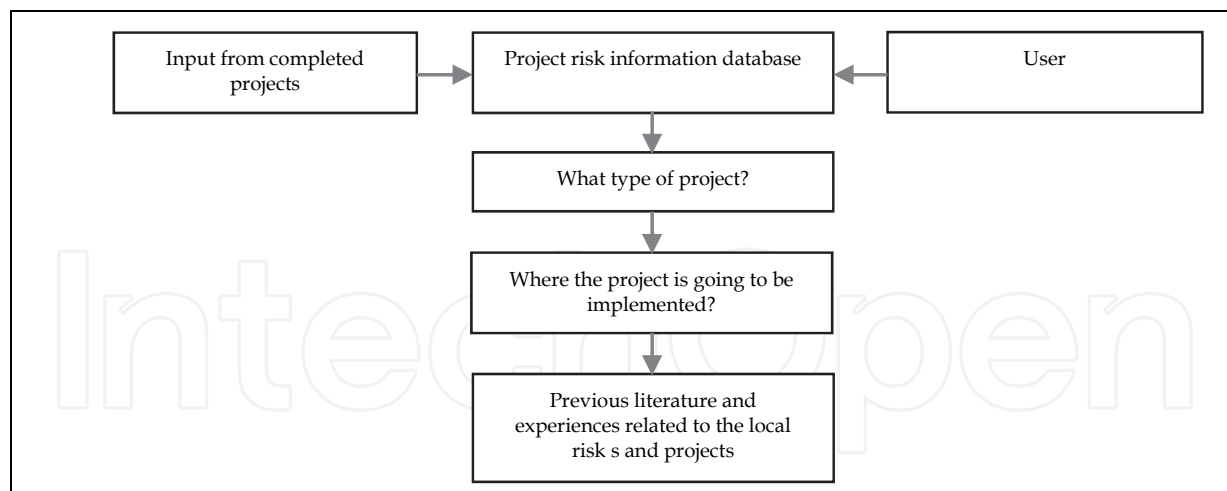 Input from completed
projects
Project risk information database
User
What type of project?
Where the project is going to be
implemented?
Previous literature and
experiences related to the local
risk s and projects
IntechOpen